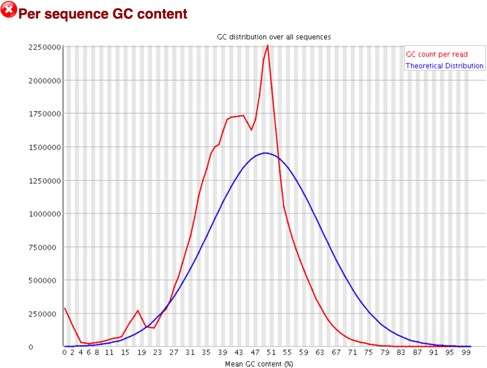 Per sequence GC content
GC distribution over all sequences
GC count per read
Theoretical Distribution
2250000
2000000
1750000
1500000
1250000
1000000
750000
500000
250000
0
0 2 4 6 8 11 15 19 23 27 31 35 39 43 47 51 55 59 63 67 71 75 79 83 87 91 95 99
Mean GC content (%)